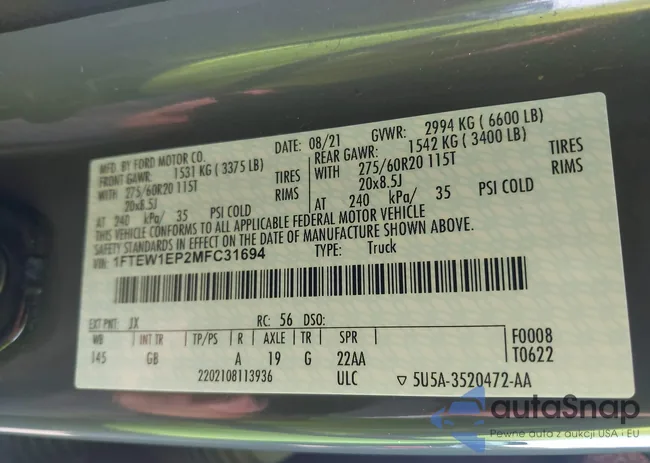 MFD. BY FORD MOTOR CO. DATE: 08/21 GVWR: 2994 KG ( 6600 LB)
FRONT GAWR: 1531 KG ( 3375 LB) REAR GAWR: 1542 KG ( 3400 LB)
WITH 275/60R20 115T TIRES WITH 275/60R20 115T TIRES
20x8.5J RIMS 20x8.5J RIMS
AT 240 kPa/ 35 PSI COLD AT 240 kPa/ 35 PSI COLD
THIS VEHICLE CONFORMS TO ALL APPLICABLE FEDERAL MOTOR VEHICLE
SAFETY STANDARDS IN EFFECT ON THE DATE OF MANUFACTURE SHOWN ABOVE.
VIN: 1FTEW1EP2MFC31694 TYPE: Truck
EXT PNT: JX RC: 56 DSO:
WB INT TR TP/PS R AXLE TR SPR F0008
145 GB A 19 G 22AA T0622
2202108113936 ULC ▽ 5U5A-3520472-AA
autaSnap
Pewne auta z aukcji USA · EU